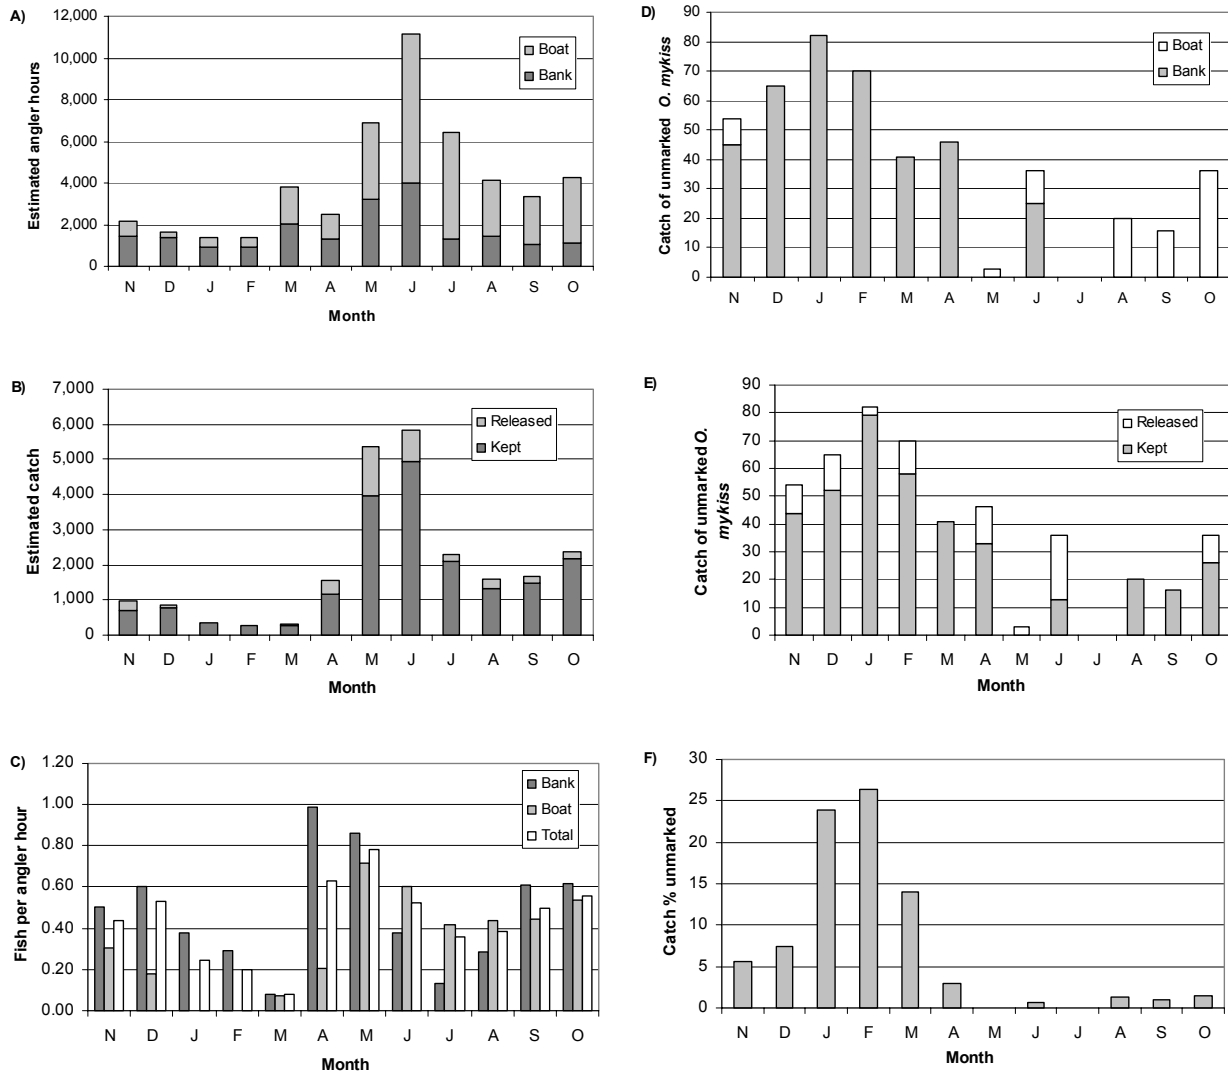 A)
Estimated angler hours
12,000
10,000
8,000
6,000
4,000
2,000
0
Boat
Bank
N D J F M A M J J A S O
Month
B)
Estimated catch
7,000
6,000
5,000
4,000
3,000
2,000
1,000
0
Released
Kept
N D J F M A M J J A S O
Month
C)
Fish per angler hour
1.20
1.00
0.80
0.60
0.40
0.20
0.00
Bank
Boat
Total
N D J F M A M J J A S O
Month
D)
Catch of unmarked O. mykiss
90
80
70
60
50
40
30
20
10
0
Boat
Bank
N D J F M A M J J A S O
Month
E)
Catch of unmarked O.
mykiss
90
80
70
60
50
40
30
20
10
0
Released
Kept
N D J F M A M J J A S O
Month
F)
Catch % unmarked
30
25
20
15
10
5
0
N D J F M A M J J A S O
Month